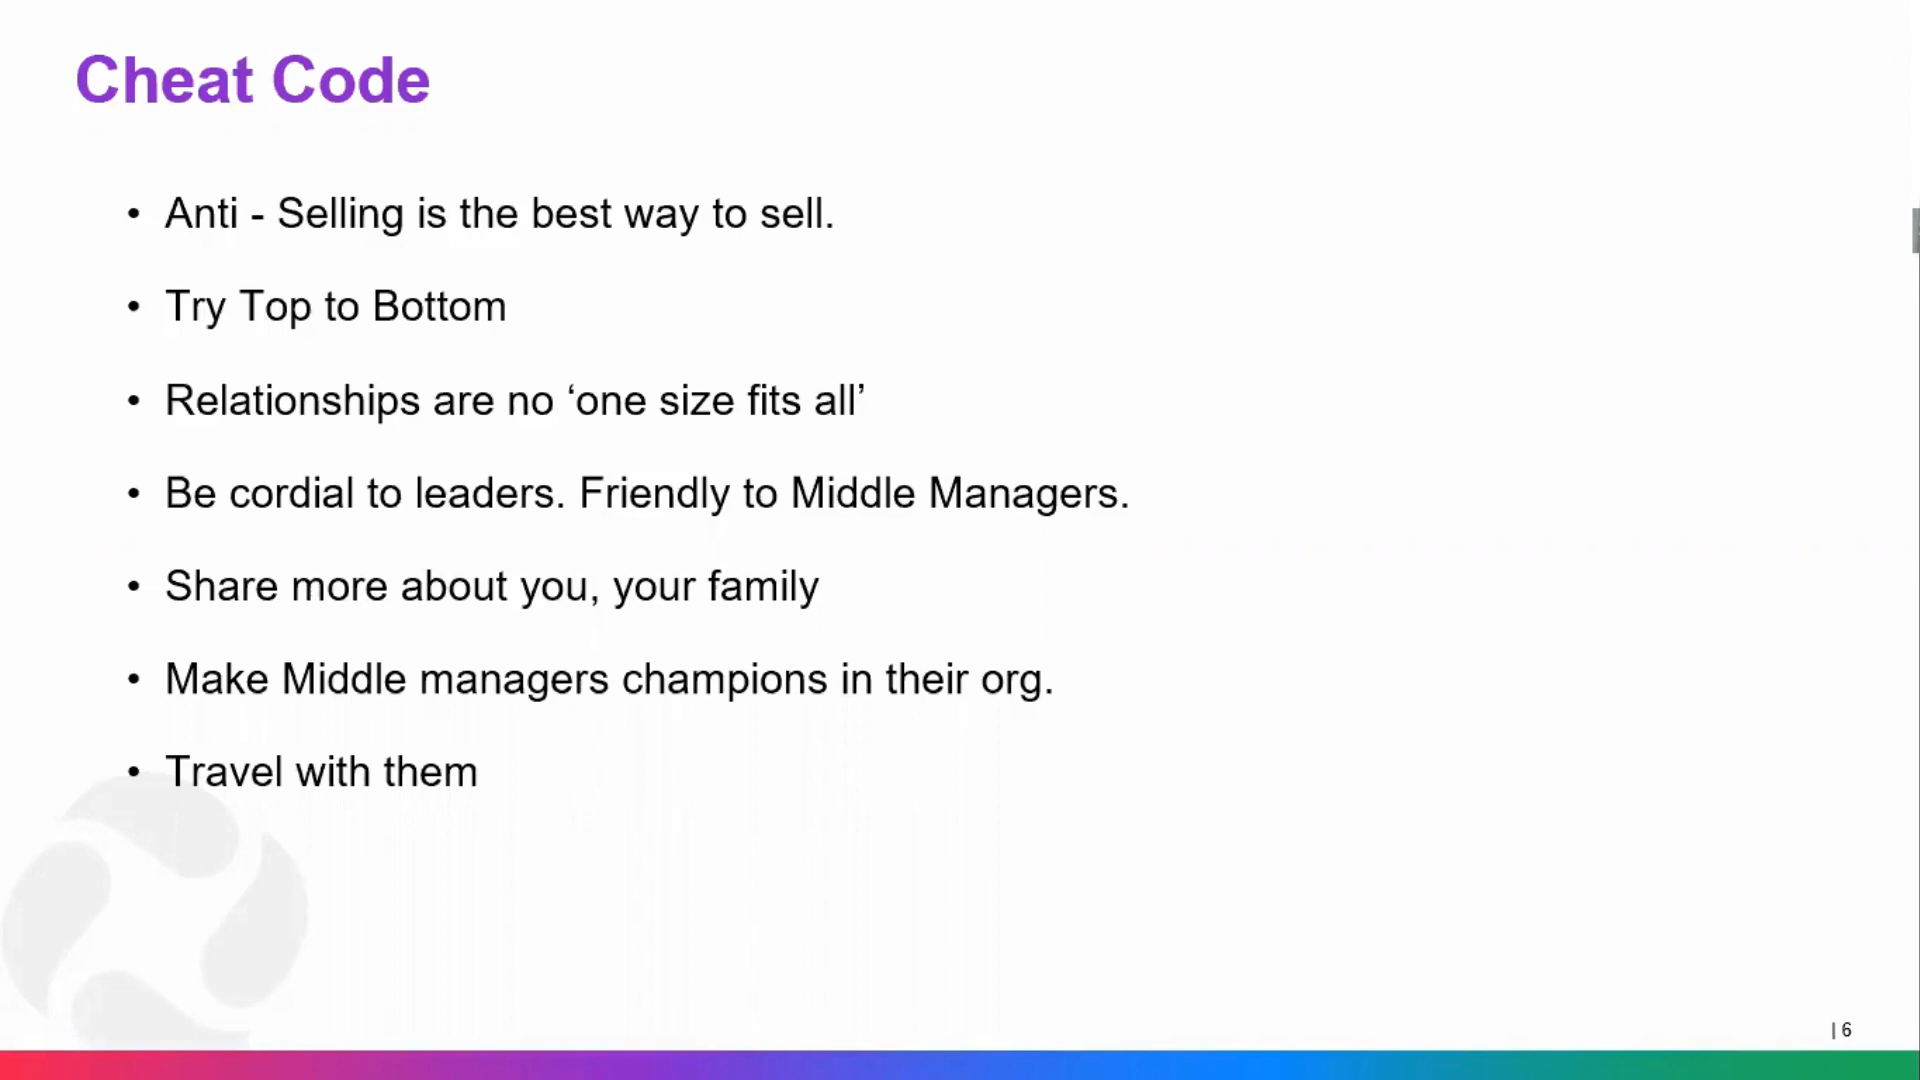 Cheat Code
• Anti - Selling is the best way to sell.
• Try Top to Bottom
• Relationships are no ‘one size fits all’
• Be cordial to leaders. Friendly to Middle Managers.
• Share more about you, your family
• Make Middle managers champions in their org.
• Travel with them
| 6